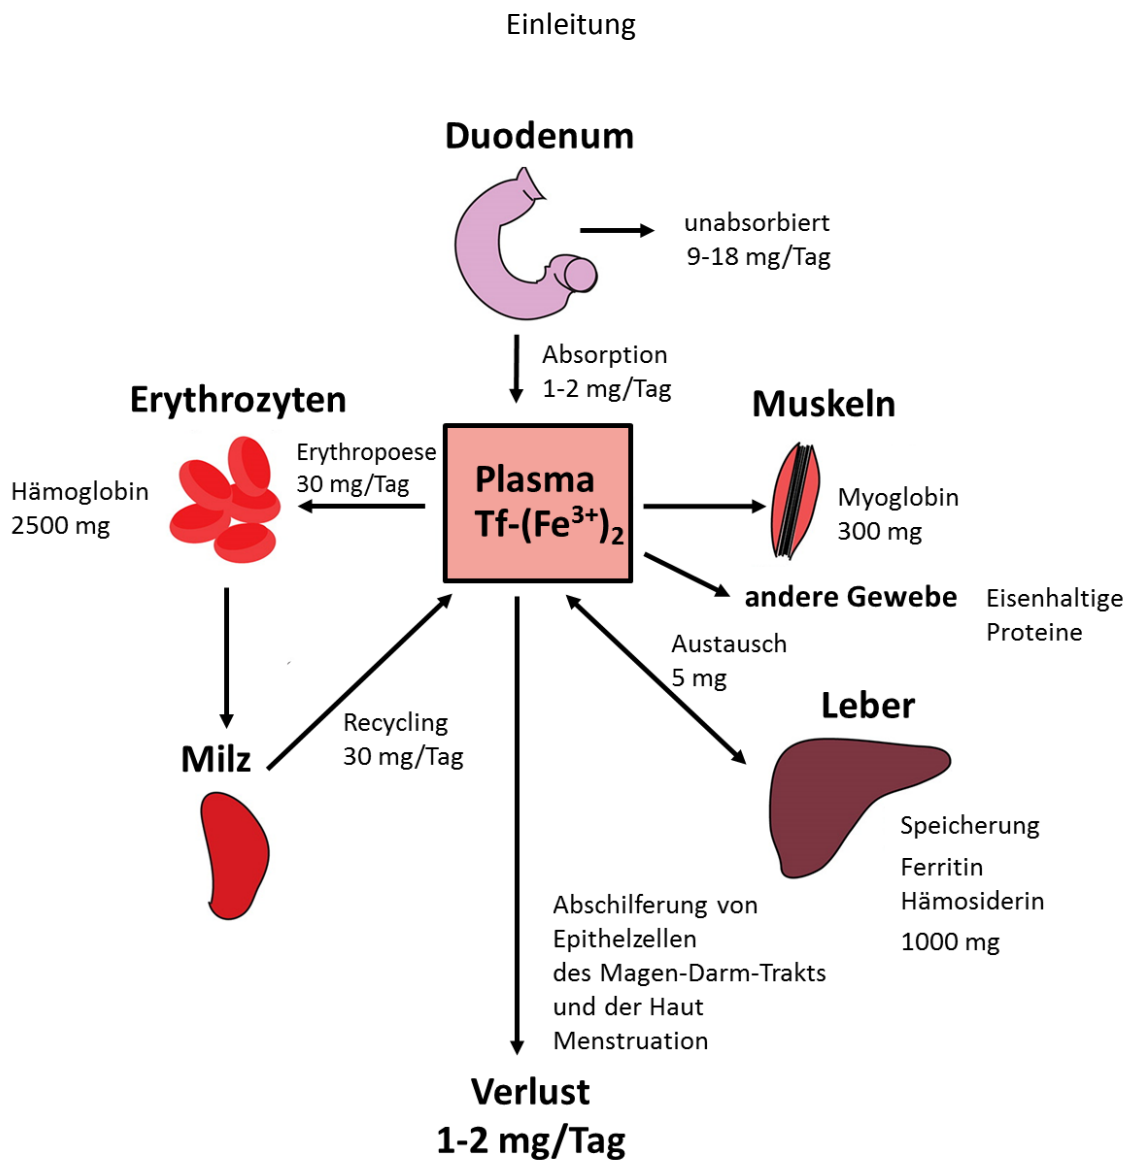 Einleitung
Duodenum
unabsorbiert
9-18 mg/Tag
Absorption
1-2 mg/Tag
Erythrozyten
Muskeln
Erythropoese
30 mg/Tag
Hämoglobin
2500 mg
Plasma
Tf-(Fe³⁺)₂
Myoglobin
300 mg
andere Gewebe
Eisenhaltige
Proteine
Austausch
5 mg
Leber
Recycling
30 mg/Tag
Milz
Speicherung
Ferritin
Hämosiderin
1000 mg
Abschilferung von
Epithelzellen
des Magen-Darm-Trakts
und der Haut
Menstruation
Verlust
1-2 mg/Tag